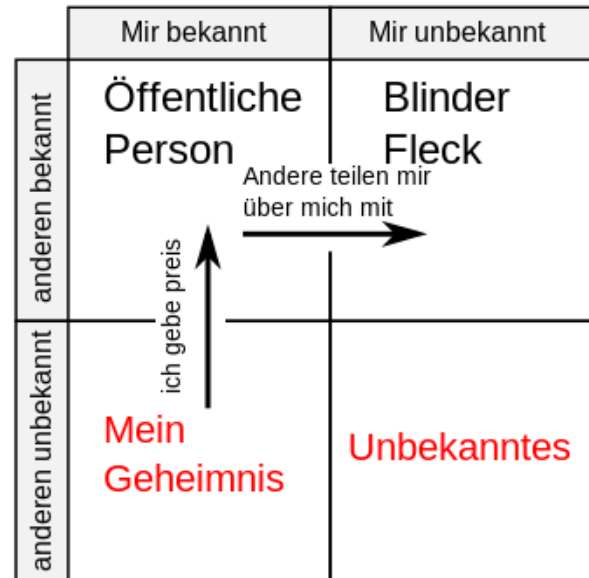 Mir bekannt
Mir unbekannt
anderen bekannt
Öffentliche
Person
Blinder
Fleck
Andere teilen mir
über mich mit
ich gebe preis
anderen unbekannt
Mein
Geheimnis
Unbekanntes